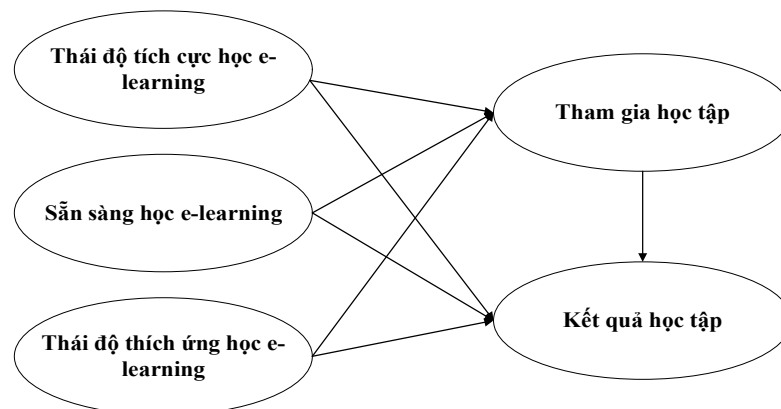 Thái độ tích cực học e-
learning
Tham gia học tập
Sẵn sàng học e-learning
Kết quả học tập
Thái độ thích ứng học e-
learning